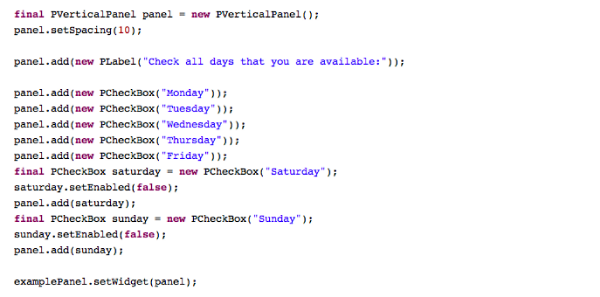 final PVerticalPanel panel = new PVerticalPanel();
panel.setSpacing(10);
panel.add(new PLabel("Check all days that you are available:"));
panel.add(new PCheckBox("Monday"));
panel.add(new PCheckBox("Tuesday"));
panel.add(new PCheckBox("Wednesday"));
panel.add(new PCheckBox("Thursday"));
panel.add(new PCheckBox("Friday"));
final PCheckBox saturday = new PCheckBox("Saturday");
saturday.setEnabled(false);
panel.add(saturday);
final PCheckBox sunday = new PCheckBox("Sunday");
sunday.setEnabled(false);
panel.add(sunday);
examplePanel.setWidget(panel);